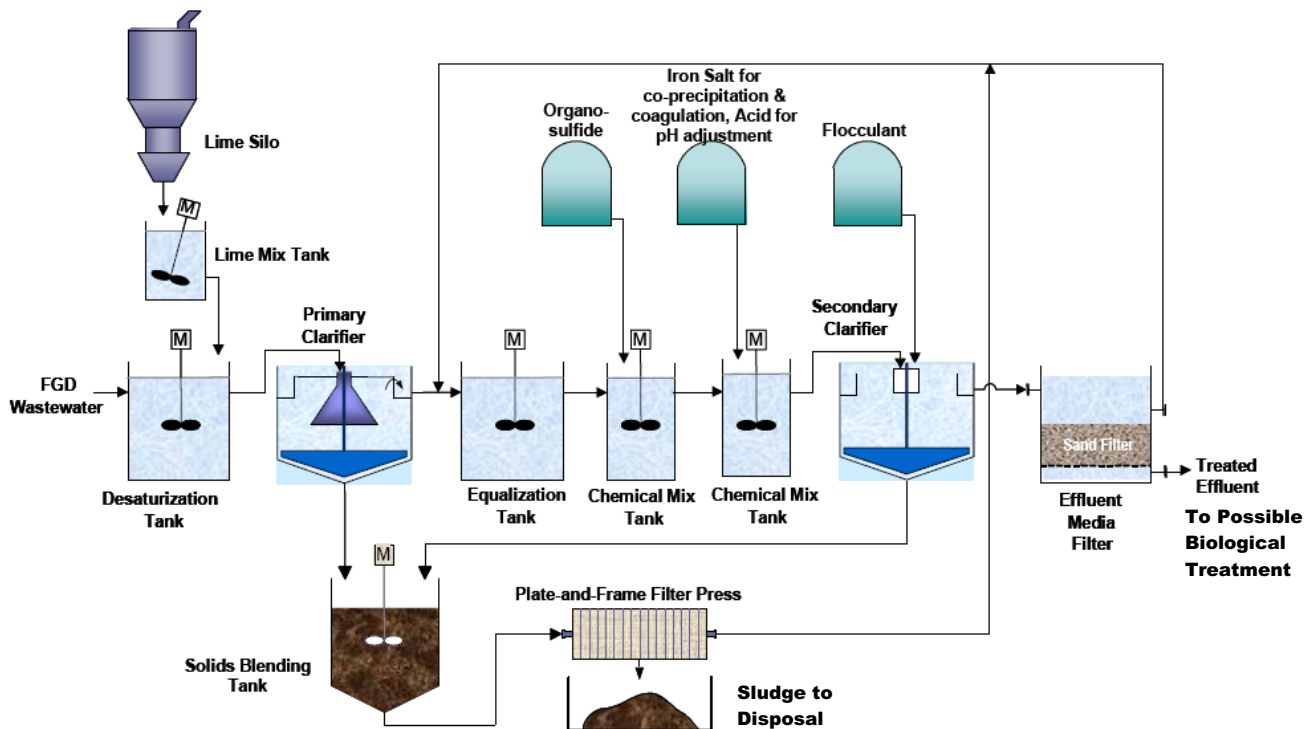 Iron Salt for
co-precipitation &
coagulation, Acid for
pH adjustment
Organo-
sulfide
Flocculant
Lime Silo
M
Lime Mix Tank
Primary
Clarifier
Secondary
Clarifier
M
M
M
M
FGD
Wastewater
Sand Filter
Desaturization
Tank
Equalization
Tank
Chemical Mix
Tank
Chemical Mix
Tank
Effluent
Media
Filter
Treated
Effluent
To Possible
Biological
Treatment
M
Plate-and-Frame Filter Press
Solids Blending
Tank
Sludge to
Disposal